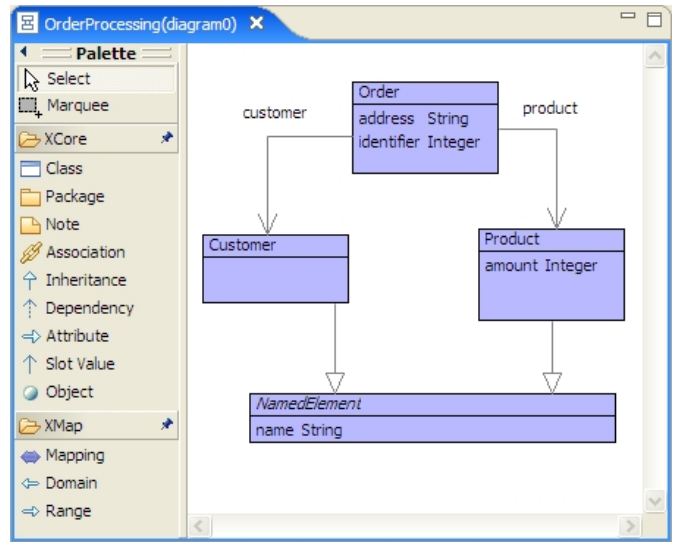 OrderProcessing(diagram0)
Palette
Select
Marquee
XCore
Class
Package
Note
Association
Inheritance
Dependency
Attribute
Slot Value
Object
XMap
Mapping
Domain
Range
Order
address String
identifier Integer
customer
product
Customer
Product
amount Integer
NamedElement
name String